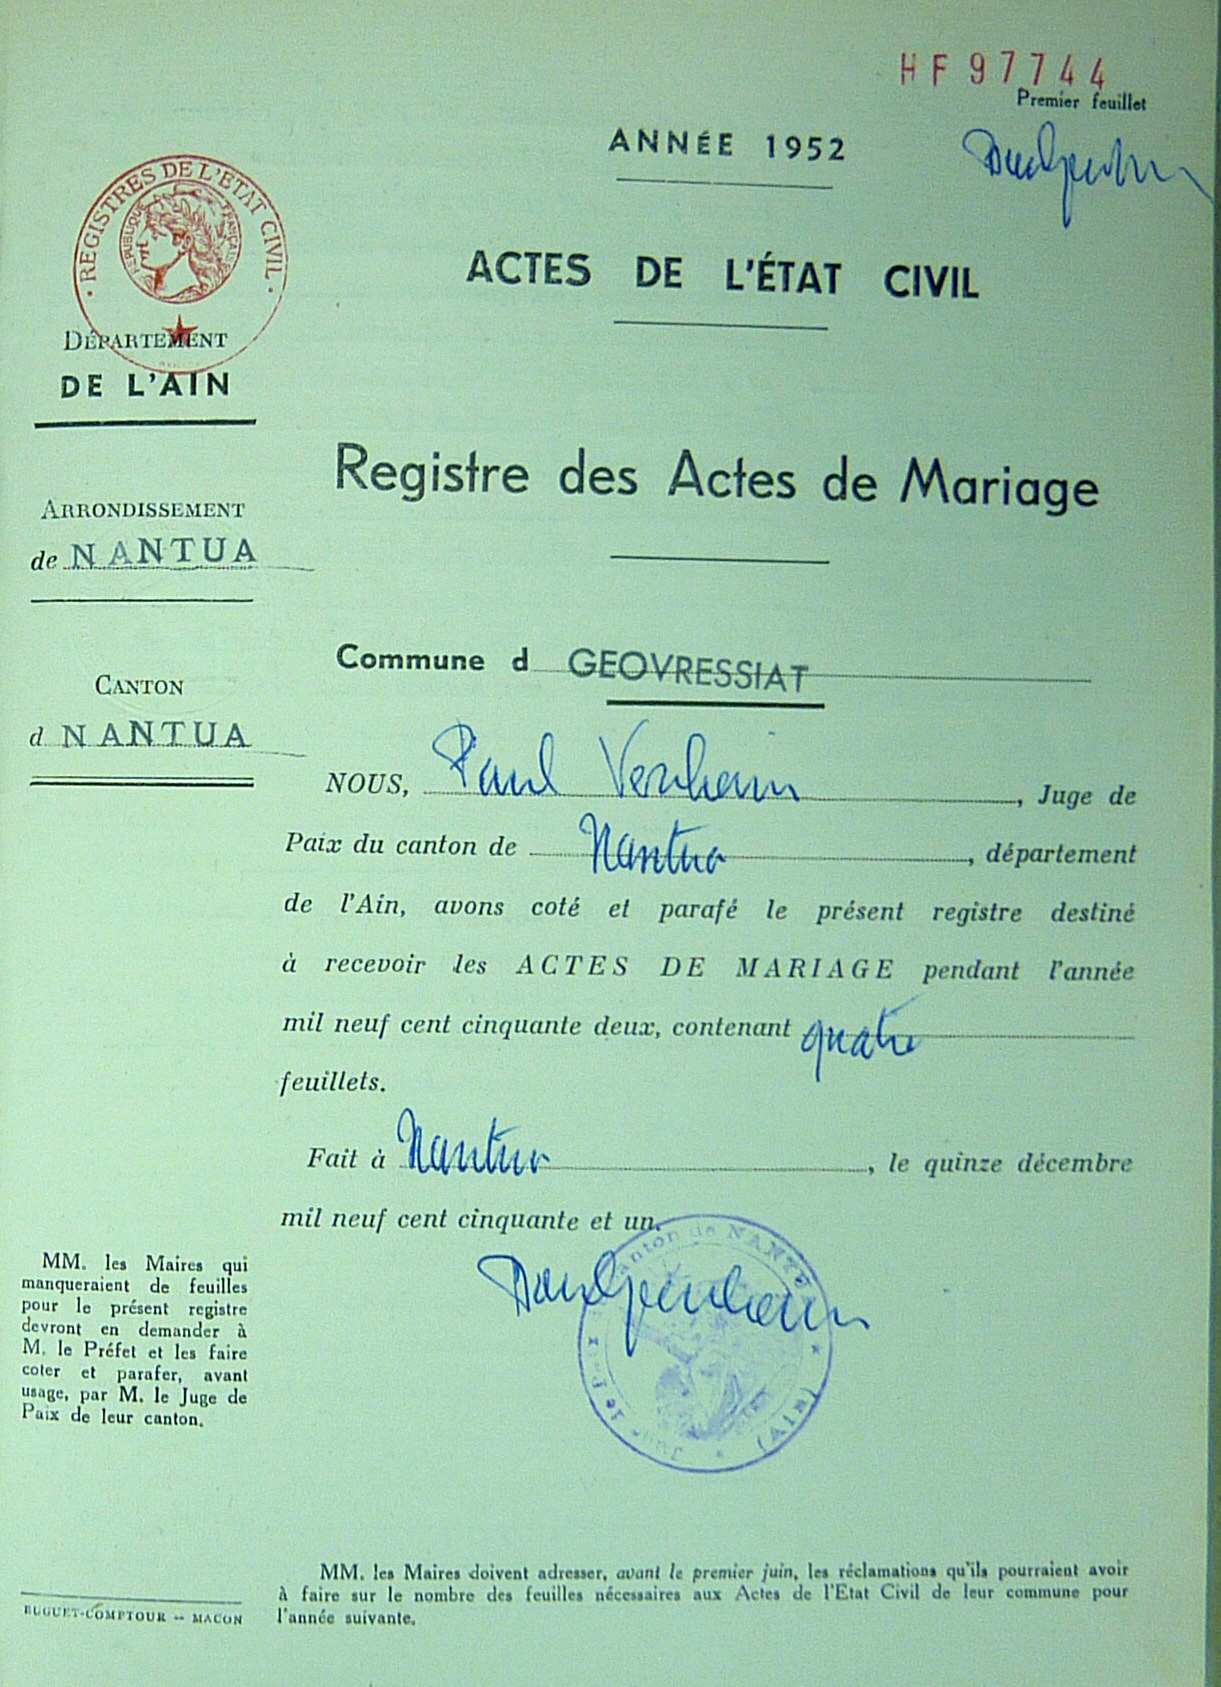 HF 97744
Premier feuillet
ANNÉE 1952
REGISTRES DE L'ETAT CIVIL
RÉPUBLIQUE FRANÇAISE
ACTES DE L'ÉTAT CIVIL
DÉPARTEMENT
DE L'AIN
Registre des Actes de Mariage
ARRONDISSEMENT
de NANTUA
Commune d GEOVRESSIAT
CANTON
d NANTUA
NOUS, Paul Verzhein, Juge de
Paix du canton de Nantua, département
de l'Ain, avons coté et parafé le présent registre destiné
à recevoir les ACTES DE MARIAGE pendant l'année
mil neuf cent cinquante deux, contenant quatre
feuillets.
Fait à Nantua, le quinze décembre
mil neuf cent cinquante et un.
Canton de NANTUA
(AIN)
MM. les Maires qui
manqueraient de feuilles
pour le présent registre
devront en demander à
M. le Préfet et les faire
coter et parafer, avant
usage, par M. le Juge de
Paix de leur canton.
MM. les Maires doivent adresser, avant le premier juin, les réclamations qu'ils pourraient avoir
à faire sur le nombre des feuilles nécessaires aux Actes de l'Etat Civil de leur commune pour
l'année suivante.
BUGUET-COMPTOUR -- MACON